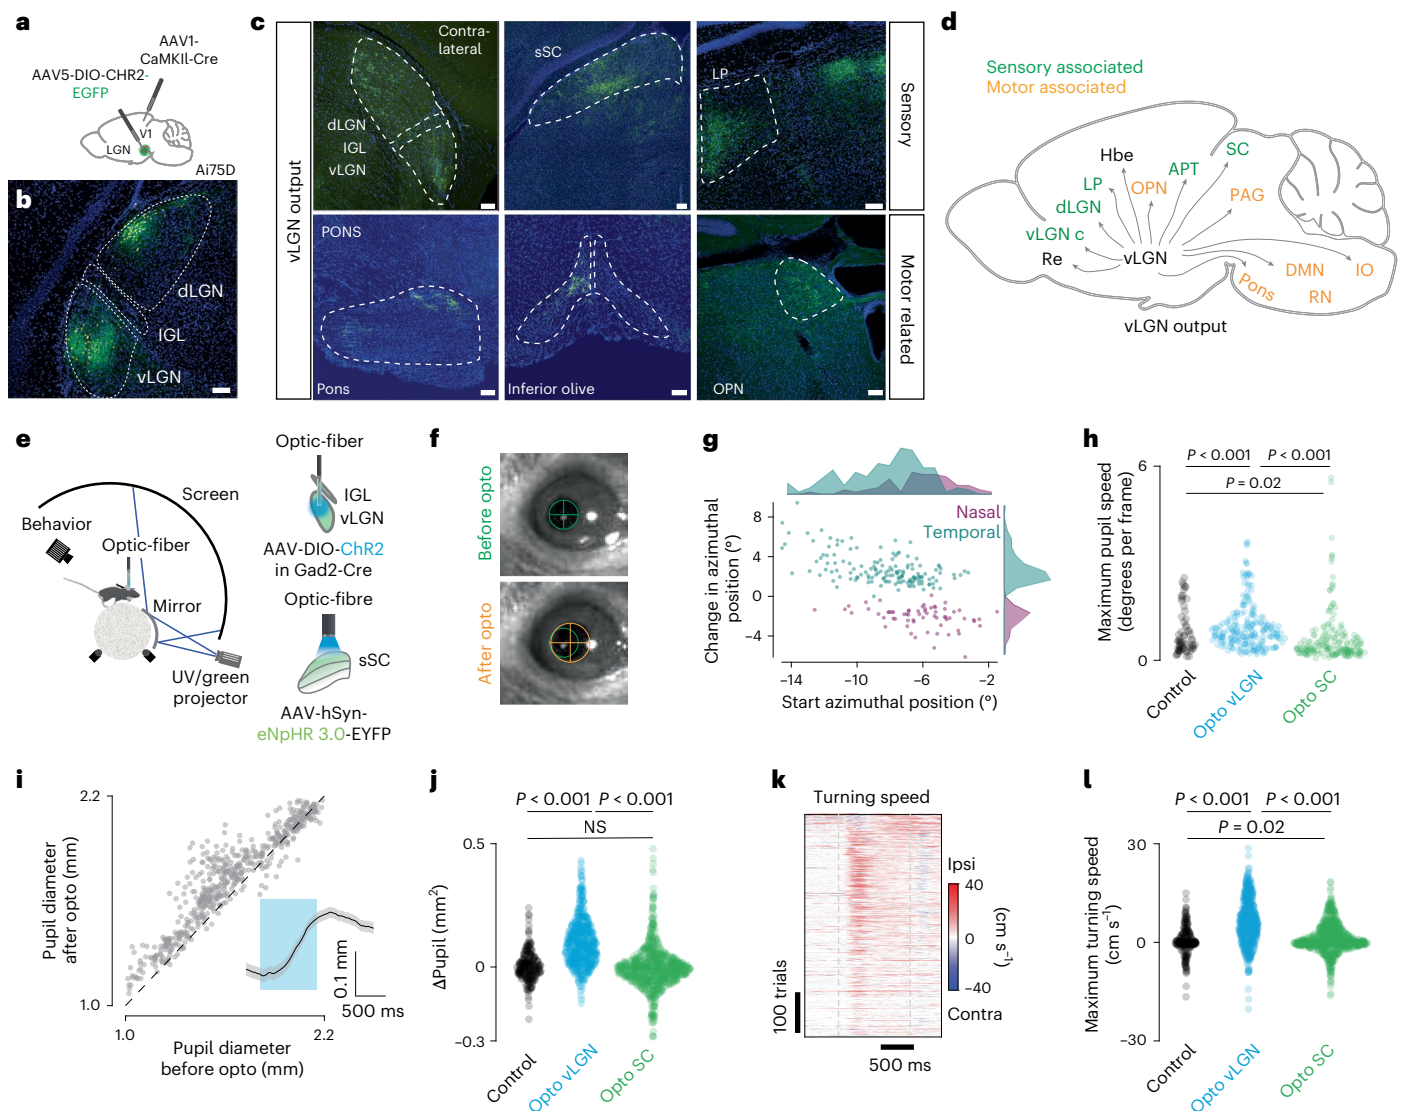 a
AAV1-
CaMKII-Cre
AAV5-DIO-CHR2-
EGFP
V1
LGN
Ai75D
b
dLGN
IGL
vLGN
c
vLGN output
Contra-
lateral
dLGN
IGL
vLGN
sSC
LP
Sensory
PONS
Pons
Inferior olive
OPN
Motor related
d
Sensory associated
Motor associated
Hbe
SC
APT
LP
OPN
PAG
dLGN
vLGN c
Re
vLGN
Pons
DMN
IO
RN
vLGN output
e
Screen
Behavior
Optic-fiber
Mirror
UV/green
projector
Optic-fiber
IGL
vLGN
AAV-DIO-ChR2
in Gad2-Cre
Optic-fibre
sSC
AAV-hSyn-
eNpHR 3.0-EYFP
f
Before opto
After opto
g
Nasal
Temporal
Change in azimuthal
position (°)
8
4
0
−4
−14
−10
−6
−2
Start azimuthal position (°)
h
P < 0.001
P < 0.001
P = 0.02
Maximum pupil speed
(degrees per frame)
6
0
Control
Opto vLGN
Opto SC
i
Pupil diameter
after opto (mm)
2.2
1.0
0.1 mm
500 ms
1.0
2.2
Pupil diameter
before opto (mm)
j
P < 0.001
P < 0.001
NS
ΔPupil (mm²)
0.5
0
−0.3
Control
Opto vLGN
Opto SC
k
Turning speed
Ipsi
40
0
−40
(cm s⁻¹)
Contra
100 trials
500 ms
l
P < 0.001
P < 0.001
P = 0.02
Maximum turning speed
(cm s⁻¹)
30
0
−30
Control
Opto vLGN
Opto SC